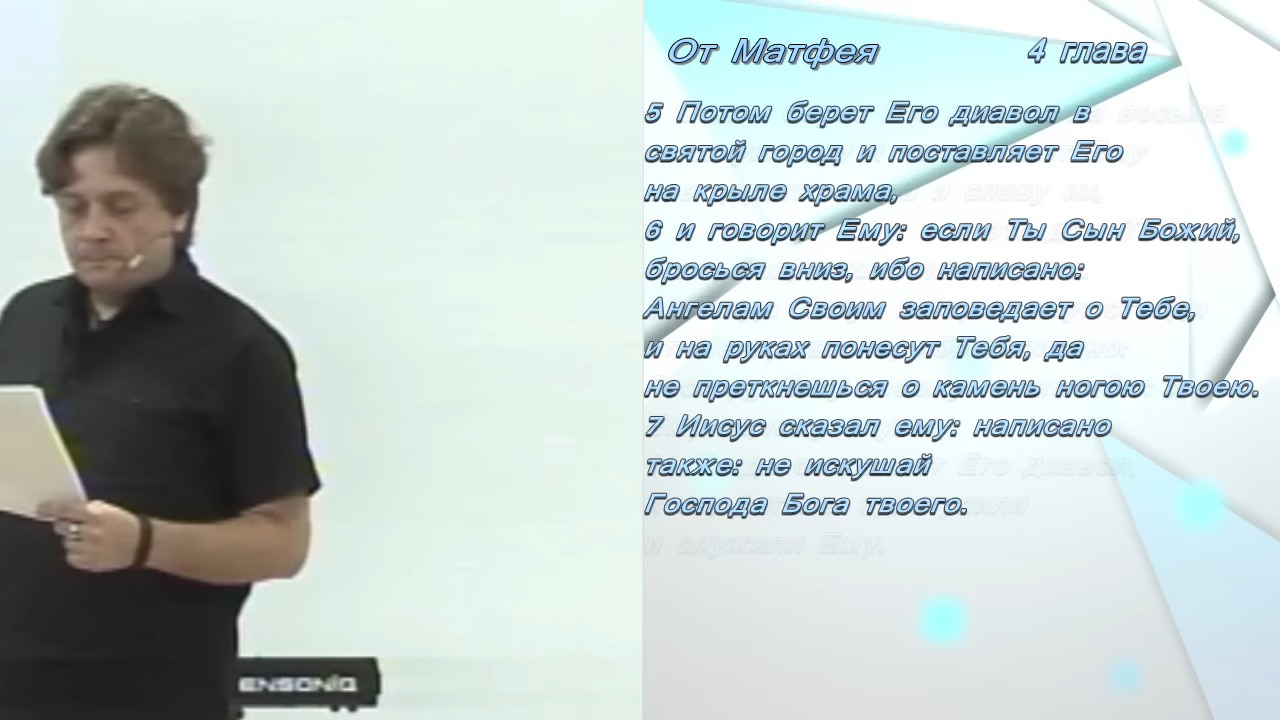 От Матфея 4 глава
5 Потом берет Его диавол в
святой город и поставляет Его
на крыле храма,
6 и говорит Ему: если Ты Сын Божий,
бросься вниз, ибо написано:
Ангелам Своим заповедает о Тебе,
и на руках понесут Тебя, да
не преткнешься о камень ногою Твоею.
7 Иисус сказал ему: написано
также: не искушай
Господа Бога твоего.
и служили Ему.
ENSONIQ